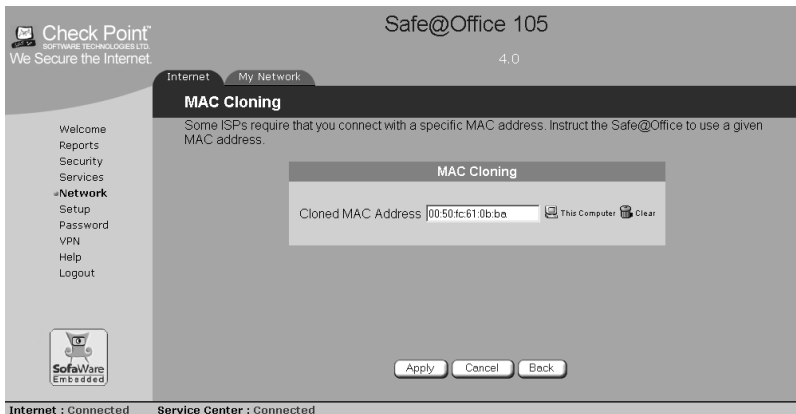 Check Point™
SOFTWARE TECHNOLOGIES LTD.
We Secure the Internet.
Safe@Office 105
4.0
Internet
My Network
MAC Cloning
Some ISPs require that you connect with a specific MAC address. Instruct the Safe@Office to use a given
MAC address.
Welcome
Reports
Security
Services
Network
Setup
Password
VPN
Help
Logout
MAC Cloning
Cloned MAC Address 00:50:fc:61:0b:ba This Computer Clear
SofaWare
Embedded
Apply Cancel Back
Internet : Connected Service Center : Connected